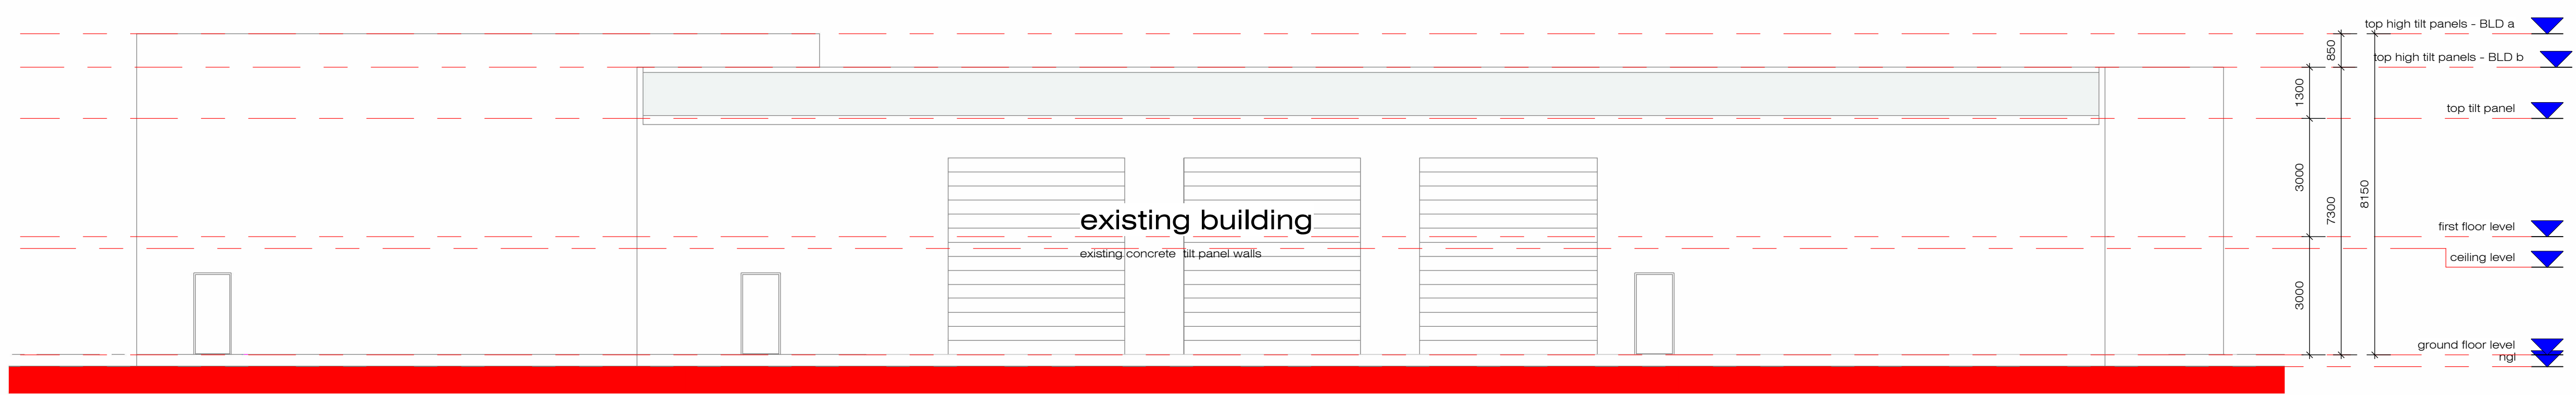 top high tilt panels - BLD a
850
top high tilt panels - BLD b
1300
top tilt panel
3000
7300
8150
existing building
first floor level
existing concrete tilt panel walls
ceiling level
3000
ground floor level
ngl